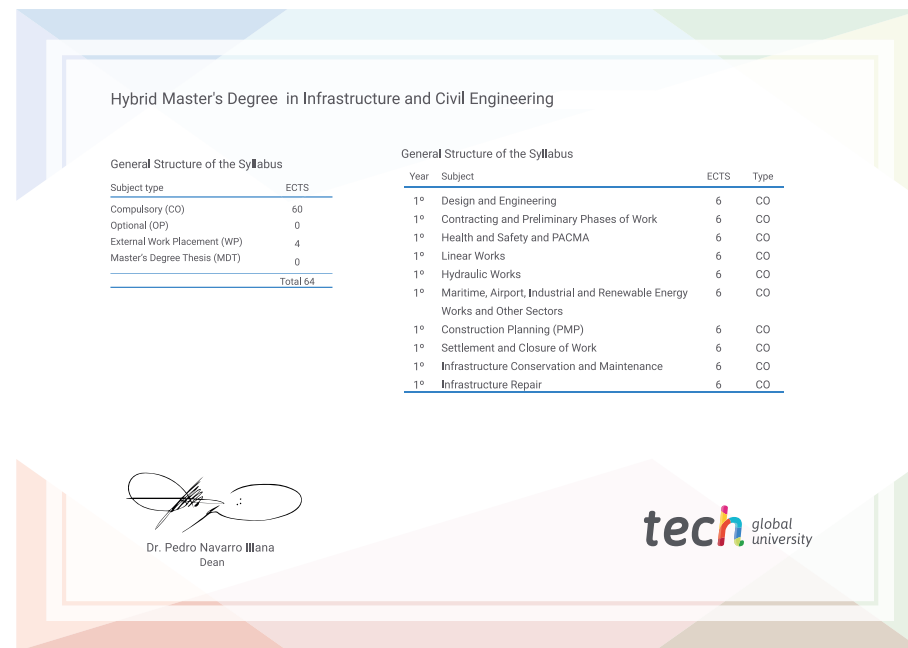 Hybrid Master's Degree in Infrastructure and Civil Engineering
General Structure of the Syllabus
Subject type ECTS
Compulsory (CO) 60
Optional (OP) 0
External Work Placement (WP) 4
Master's Degree Thesis (MDT) 0
Total 64
General Structure of the Syllabus
Year Subject ECTS Type
1º Design and Engineering 6 CO
1º Contracting and Preliminary Phases of Work 6 CO
1º Health and Safety and PACMA 6 CO
1º Linear Works 6 CO
1º Hydraulic Works 6 CO
1º Maritime, Airport, Industrial and Renewable Energy 6 CO
Works and Other Sectors
1º Construction Planning (PMP) 6 CO
1º Settlement and Closure of Work 6 CO
1º Infrastructure Conservation and Maintenance 6 CO
1º Infrastructure Repair 6 CO
Dr. Pedro Navarro Illana
Dean
tech global
university